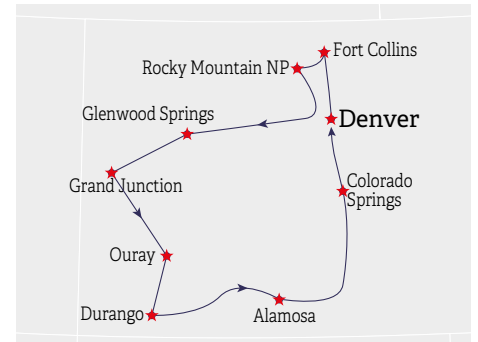 Fort Collins
Rocky Mountain NP
Glenwood Springs
Denver
Grand Junction
Colorado
Springs
Ouray
Durango
Alamosa